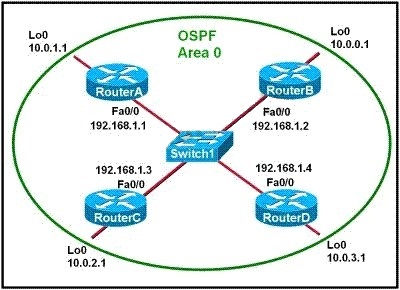 OSPF
Area 0
Lo0
10.0.1.1
Lo0
10.0.0.1
RouterA
RouterB
Fa0/0
192.168.1.1
Fa0/0
192.168.1.2
Switch1
192.168.1.3
Fa0/0
192.168.1.4
Fa0/0
RouterC
RouterD
Lo0
10.0.2.1
Lo0
10.0.3.1